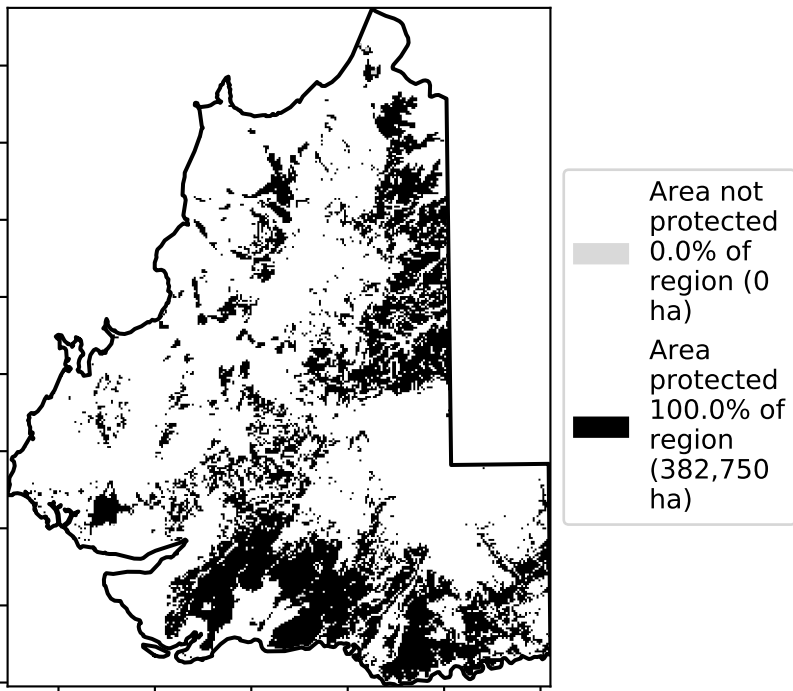 Area not
protected
0.0% of
region (0
ha)
Area
protected
100.0% of
region
(382,750
ha)